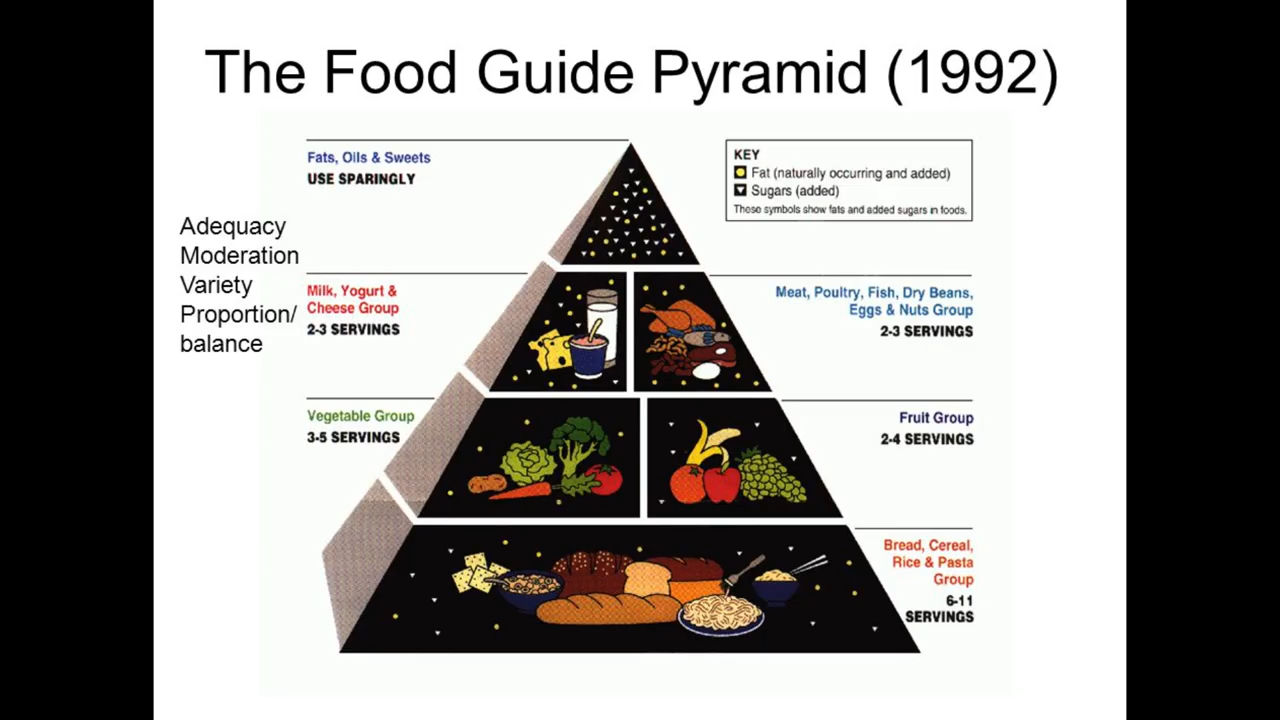 The Food Guide Pyramid (1992)
Fats, Oils & Sweets
USE SPARINGLY
KEY
Fat (naturally occurring and added)
Sugars (added)
These symbols show fats and added sugars in foods.
Adequacy
Moderation
Variety
Proportion/
balance
Milk, Yogurt &
Cheese Group
2-3 SERVINGS
Meat, Poultry, Fish, Dry Beans,
Eggs & Nuts Group
2-3 SERVINGS
Vegetable Group
3-5 SERVINGS
Fruit Group
2-4 SERVINGS
Bread, Cereal,
Rice & Pasta
Group
6-11
SERVINGS